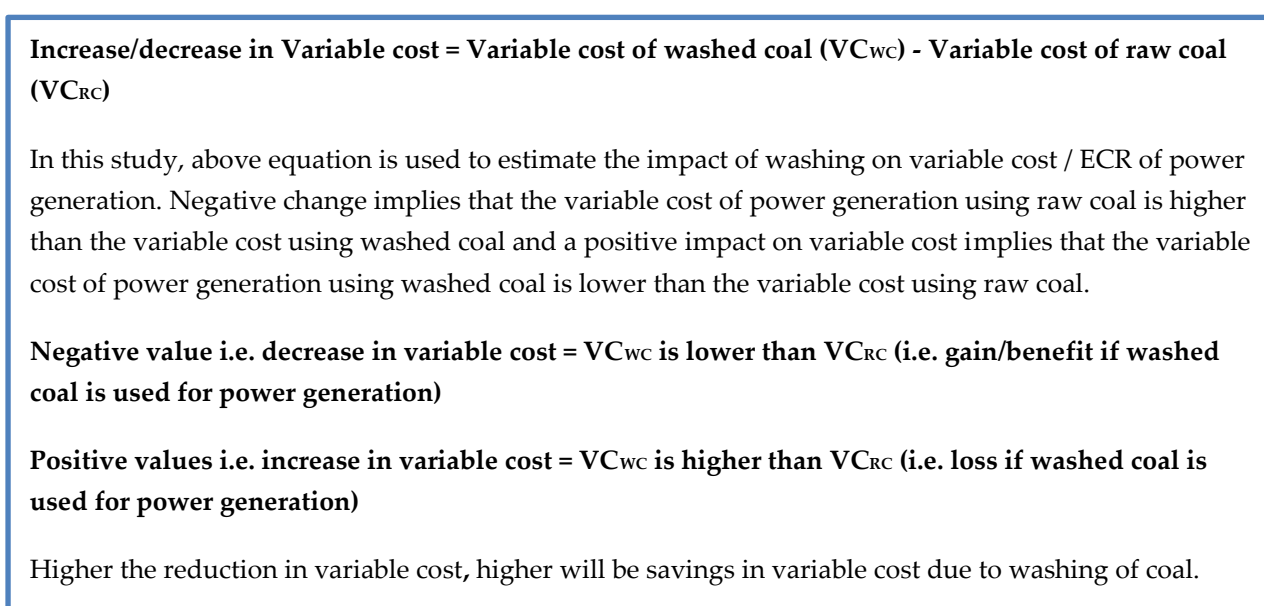 Increase/decrease in Variable cost = Variable cost of washed coal (VCWC) - Variable cost of raw coal
(VCRC)
In this study, above equation is used to estimate the impact of washing on variable cost / ECR of power
generation. Negative change implies that the variable cost of power generation using raw coal is higher
than the variable cost using washed coal and a positive impact on variable cost implies that the variable
cost of power generation using washed coal is lower than the variable cost using raw coal.
Negative value i.e. decrease in variable cost = VCWC is lower than VCRC (i.e. gain/benefit if washed
coal is used for power generation)
Positive values i.e. increase in variable cost = VCWC is higher than VCRC (i.e. loss if washed coal is
used for power generation)
Higher the reduction in variable cost, higher will be savings in variable cost due to washing of coal.